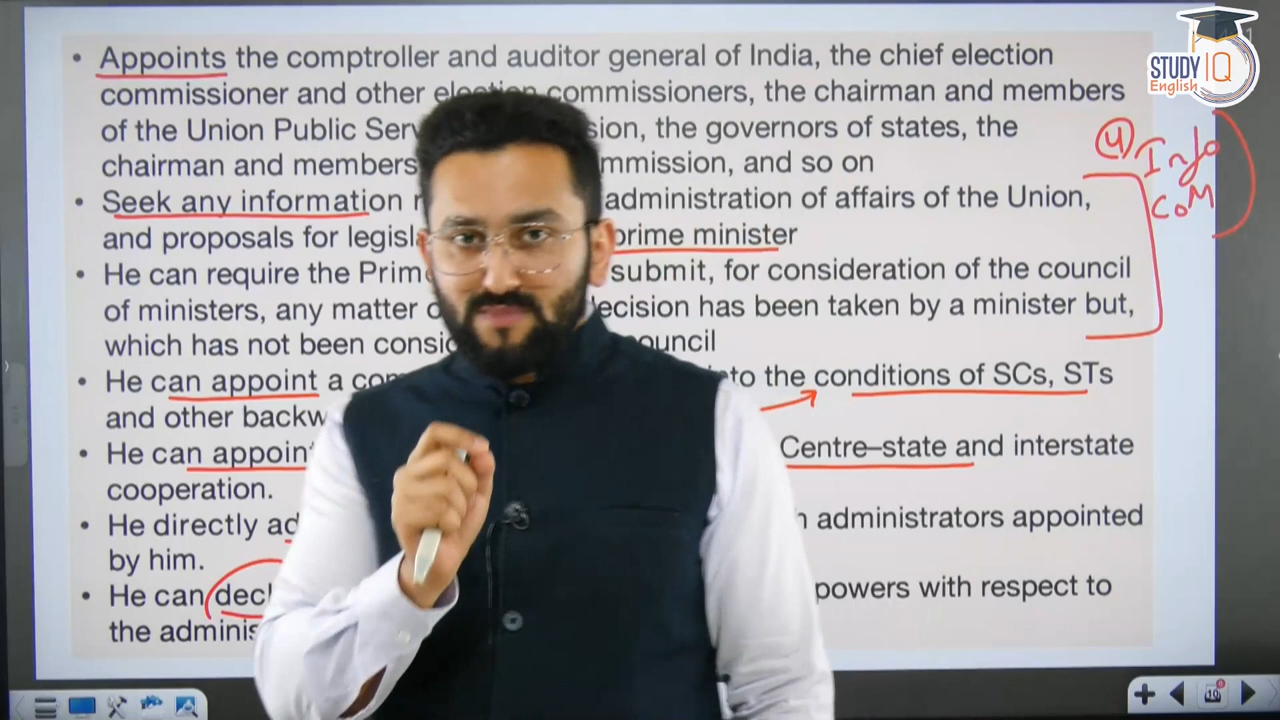 • Appoints the comptroller and auditor general of India, the chief election
commissioner and other election commissioners, the chairman and members
of the Union Public Serv sion, the governors of states, the
chairman and members mmission, and so on
• Seek any information administration of affairs of the Union,
and proposals for legisl prime minister
• He can require the Prim submit, for consideration of the council
of ministers, any matter o ecision has been taken by a minister but,
which has not been consid ouncil
• He can appoint a com to the conditions of SCs, STs
and other backw
• He can appoint Centre–state and interstate
cooperation.
• He directly ad administrators appointed
by him.
• He can decl powers with respect to
the adminis
4 Info
COM
STUDY IQ
English
10